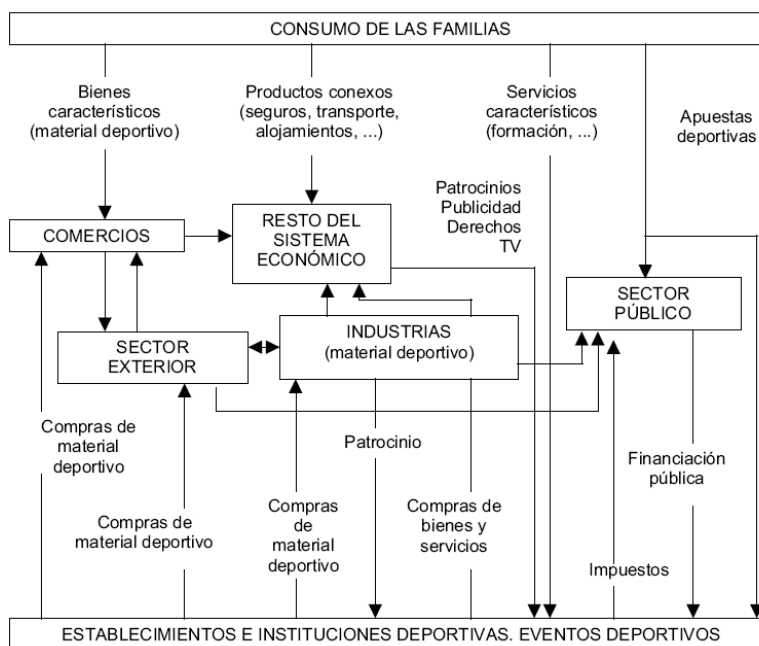 CONSUMO DE LAS FAMILIAS
Bienes
característicos
(material deportivo)
Productos conexos
(seguros, transporte,
alojamientos, ...)
Servicios
característicos
(formación, ...)
Apuestas
deportivas
Patrocinios
Publicidad
Derechos
TV
COMERCIOS
RESTO DEL
SISTEMA
ECONÓMICO
SECTOR
PÚBLICO
SECTOR
EXTERIOR
INDUSTRIAS
(material deportivo)
Compras de
material
deportivo
Compras de
material deportivo
Compras
de
material
deportivo
Patrocinio
Compras de
bienes y
servicios
Impuestos
Financiación
pública
ESTABLECIMIENTOS E INSTITUCIONES DEPORTIVAS. EVENTOS DEPORTIVOS